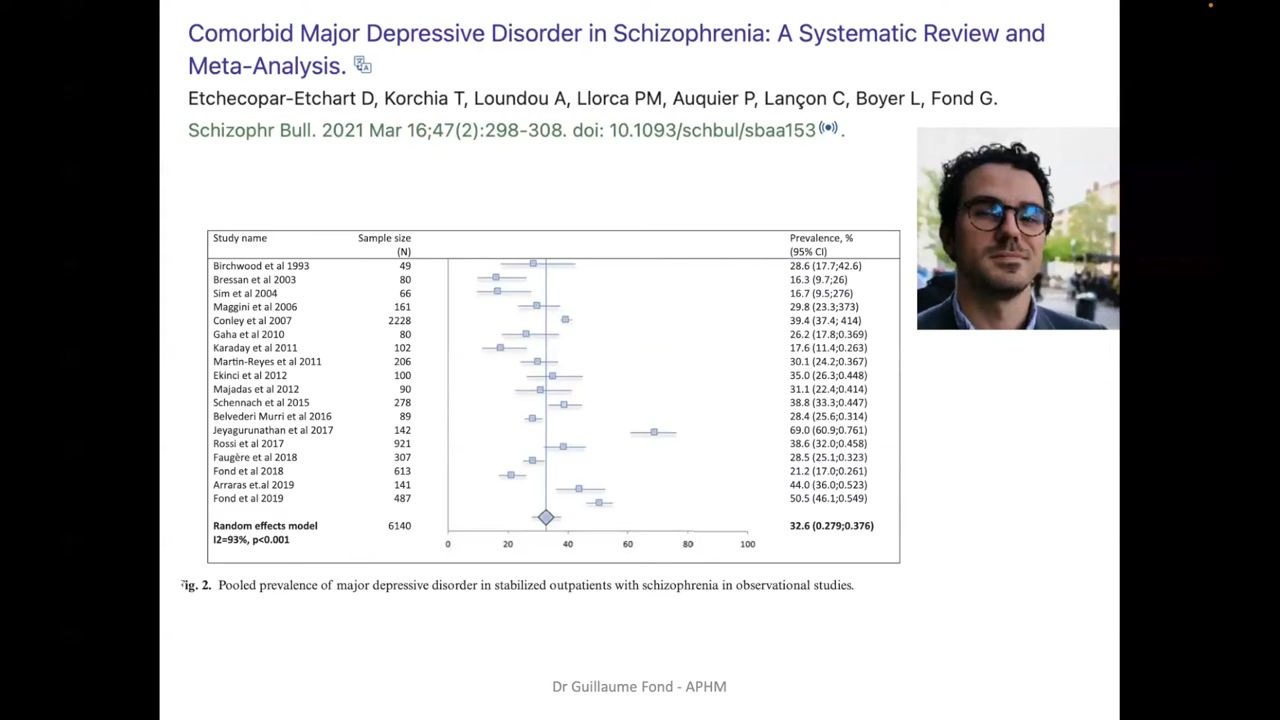 Comorbid Major Depressive Disorder in Schizophrenia: A Systematic Review and
Meta-Analysis.
Etchecopar-Etchart D, Korchia T, Loundou A, Llorca PM, Auquier P, Lançon C, Boyer L, Fond G.
Schizophr Bull. 2021 Mar 16;47(2):298-308. doi: 10.1093/schbul/sbaa153 .
Study name Sample size Prevalence, %
(N) (95% CI)
Birchwood et al 1993 49 28.6 (17.7;42.6)
Bressan et al 2003 80 16.3 (9.7;26)
Sim et al 2004 66 16.7 (9.5;276)
Maggini et al 2006 161 29.8 (23.3;373)
Conley et al 2007 2228 39.4 (37.4; 414)
Gaha et al 2010 80 26.2 (17.8;0.369)
Karaday et al 2011 102 17.6 (11.4;0.263)
Martin-Reyes et al 2011 206 30.1 (24.2;0.367)
Ekinci et al 2012 100 35.0 (26.3;0.448)
Majadas et al 2012 90 31.1 (22.4;0.414)
Schennach et al 2015 278 38.8 (33.3;0.447)
Belvederi Murri et al 2016 89 28.4 (25.6;0.314)
Jeyagurunathan et al 2017 142 69.0 (60.9;0.761)
Rossi et al 2017 921 38.6 (32.0;0.458)
Faugère et al 2018 307 28.5 (25.1;0.323)
Fond et al 2018 613 21.2 (17.0;0.261)
Arraras et.al 2019 141 44.0 (36.0;0.523)
Fond et al 2019 487 50.5 (46.1;0.549)
Random effects model 6140 32.6 (0.279;0.376)
I2=93%, p<0.001
0 20 40 60 80 100
ig. 2. Pooled prevalence of major depressive disorder in stabilized outpatients with schizophrenia in observational studies.
Dr Guillaume Fond - APHM